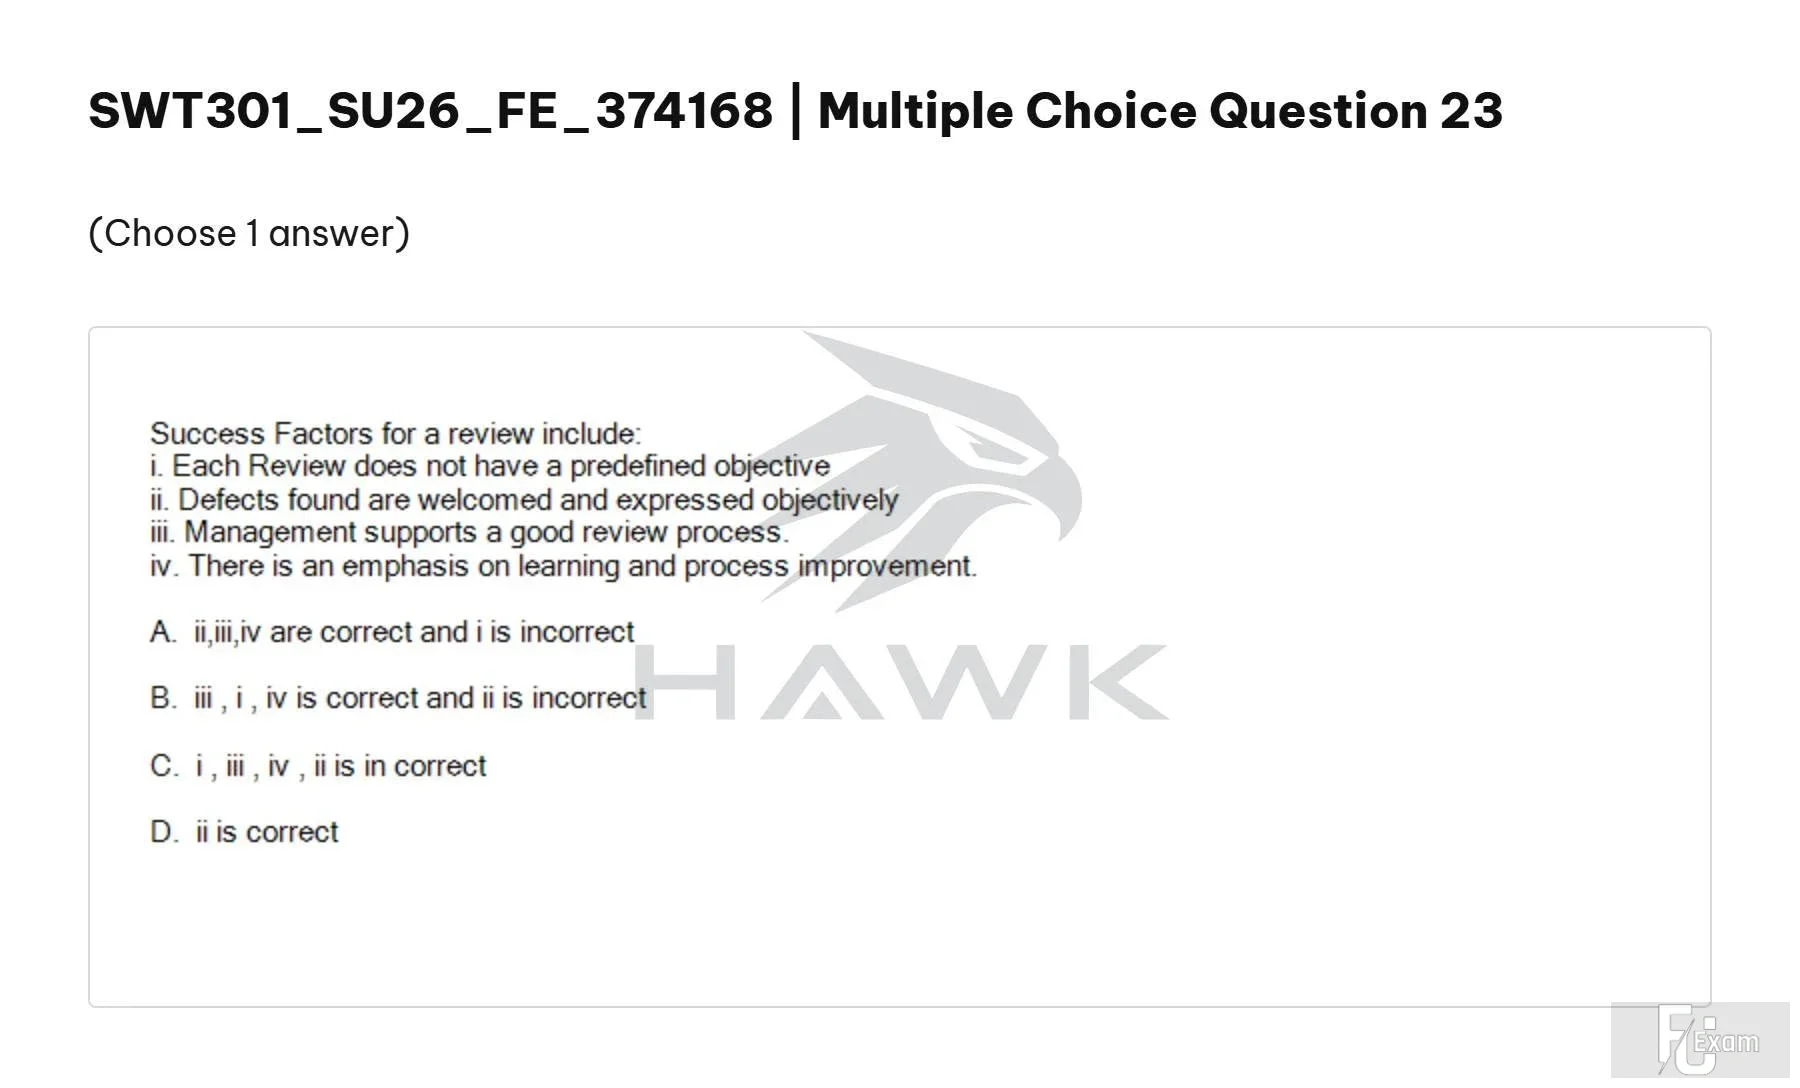 SWT301_SU26_FE_374168 | Multiple Choice Question 23
(Choose 1 answer)
Success Factors for a review include:
i. Each Review does not have a predefined objective
ii. Defects found are welcomed and expressed objectively
iii. Management supports a good review process.
iv. There is an emphasis on learning and process improvement.
A. ii,iii,iv are correct and i is incorrect
B. iii , i , iv is correct and ii is incorrect
C. i , iii , iv , ii is in correct
D. ii is correct
HAWK
FU Exam